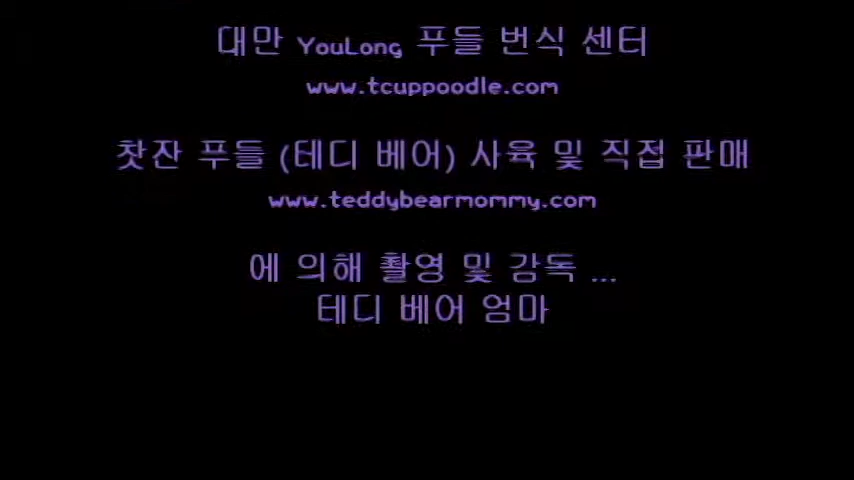 대만 YouLong 푸들 번식 센터
www.tcuppoodle.com
찻잔 푸들 (테디 베어) 사육 및 직접 판매
www.teddybearmommy.com
에 의해 촬영 및 감독 ...
테디 베어 엄마